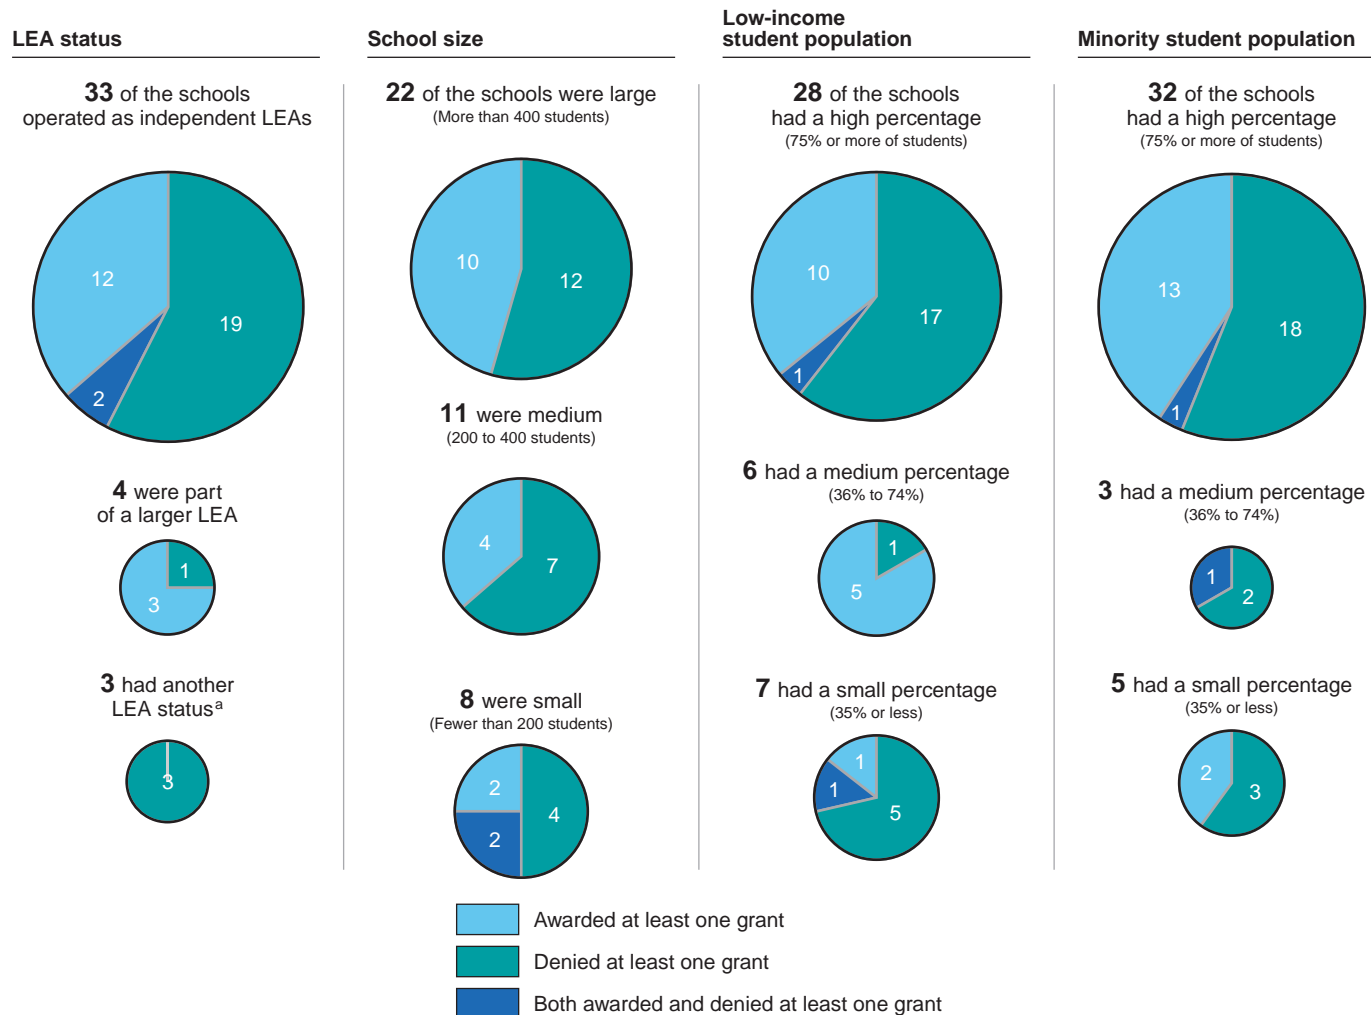 LEA status
33 of the schools
operated as independent LEAs
12
19
2
4 were part
of a larger LEA
1
3
3 had another
LEA statusᵃ
3
School size
22 of the schools were large
(More than 400 students)
10
12
11 were medium
(200 to 400 students)
4
7
8 were small
(Fewer than 200 students)
2
4
2
Low-income
student population
28 of the schools
had a high percentage
(75% or more of students)
10
17
1
6 had a medium percentage
(36% to 74%)
1
5
7 had a small percentage
(35% or less)
1
1
5
Minority student population
32 of the schools
had a high percentage
(75% or more of students)
13
18
1
3 had a medium percentage
(36% to 74%)
1
2
5 had a small percentage
(35% or less)
2
3
Awarded at least one grant
Denied at least one grant
Both awarded and denied at least one grant